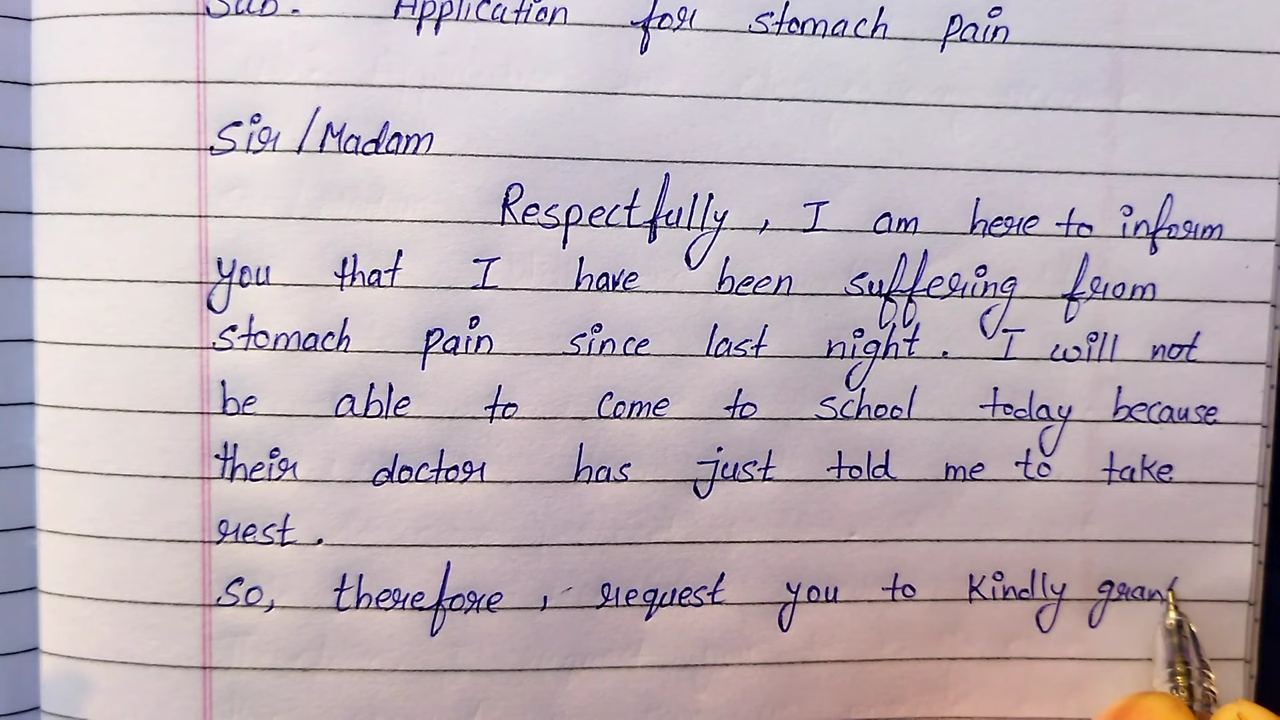 Sub. Application for stomach pain
Sir/Madam
Respectfully, I am here to inform
you that I have been suffering from
stomach pain since last night. I will not
be able to come to school today because
their doctor has just told me to take
rest.
So, therefore, request you to kindly grant